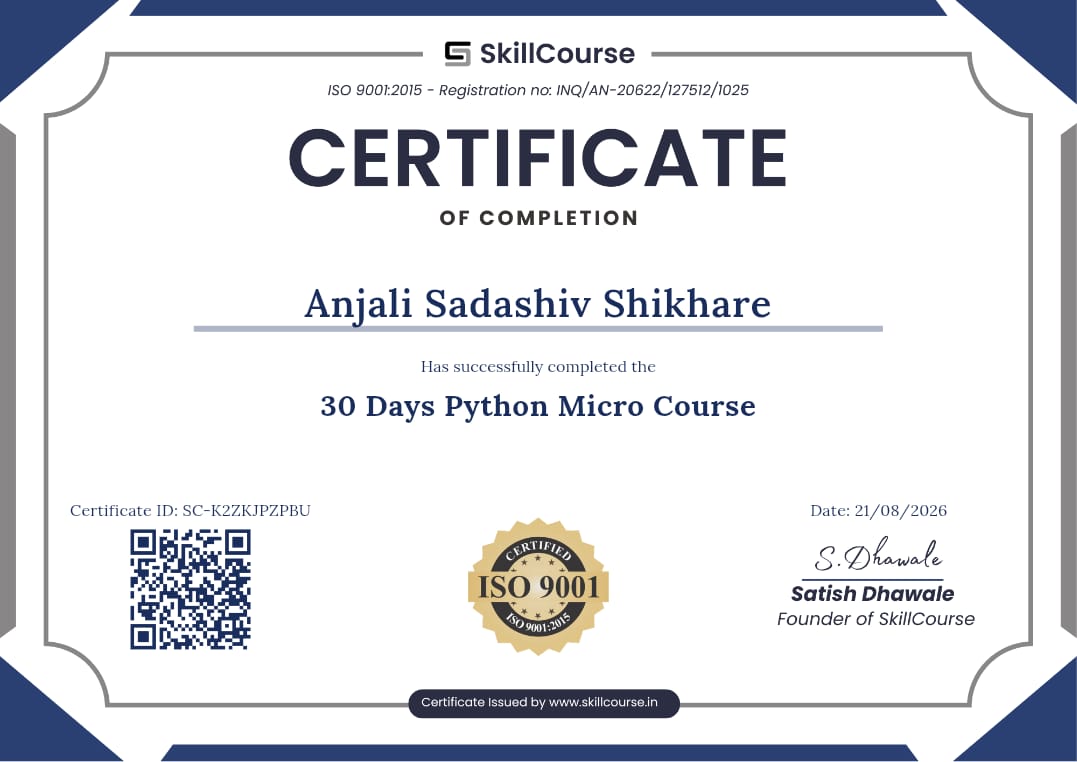 SkillCourse
ISO 9001:2015 - Registration no: INQ/AN-20622/127512/1025
CERTIFICATE
OF COMPLETION
Anjali Sadashiv Shikhare
Has successfully completed the
30 Days Python Micro Course
Certificate ID: SC-K2ZKJPZPBU
Date: 21/08/2026
CERTIFIED
ISO 9001
ISO 9001:2015
S. Dhawale
Satish Dhawale
Founder of SkillCourse
Certificate Issued by www.skillcourse.in